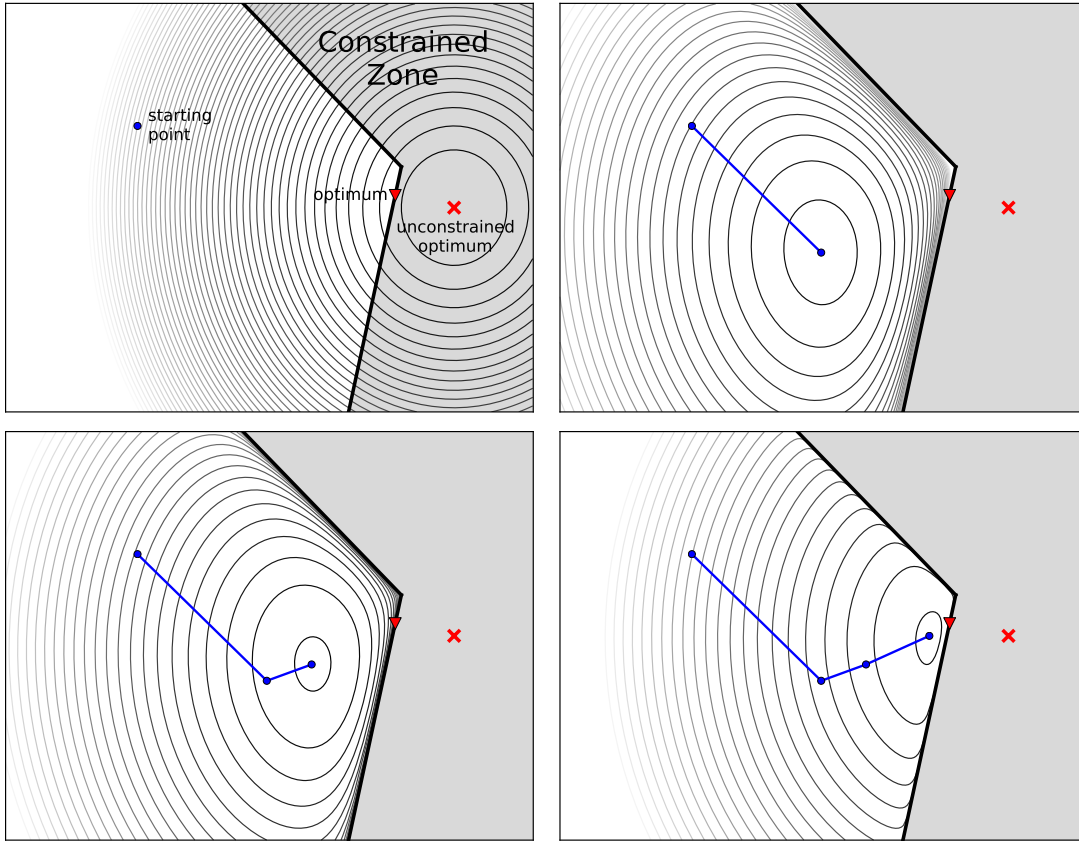 Constrained
Zone
starting
point
optimum
unconstrained
optimum